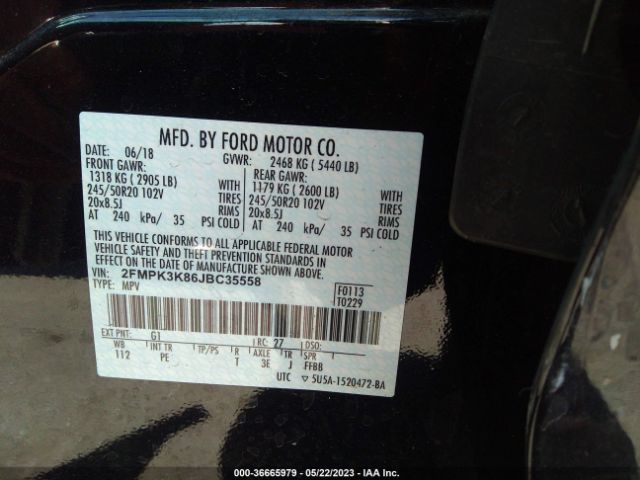 MFD. BY FORD MOTOR CO.
DATE: 06/18 GVWR: 2468 KG ( 5440 LB)
FRONT GAWR: REAR GAWR:
1318 KG ( 2905 LB) WITH 1179 KG ( 2600 LB) WITH
245/50R20 102V TIRES 245/50R20 102V TIRES
20x8.5J RIMS 20x8.5J RIMS
AT 240 kPa/ 35 PSI COLD AT 240 kPa/ 35 PSI COLD
THIS VEHICLE CONFORMS TO ALL APPLICABLE FEDERAL MOTOR
VEHICLE SAFETY AND THEFT PREVENTION STANDARDS IN
EFFECT ON THE DATE OF MANUFACTURE SHOWN ABOVE.
VIN: 2FMPK3K86JBC35558 F0113
TYPE: MPV T0229
EXT PNT: G1 RC: 27 DSO:
WB INT TR TP/PS R AXLE TR SPR
112 PE T 3E J FFBB
UTC 5U5A-1520472-BA
000-36665979 - 05/22/2023 - IAA Inc.